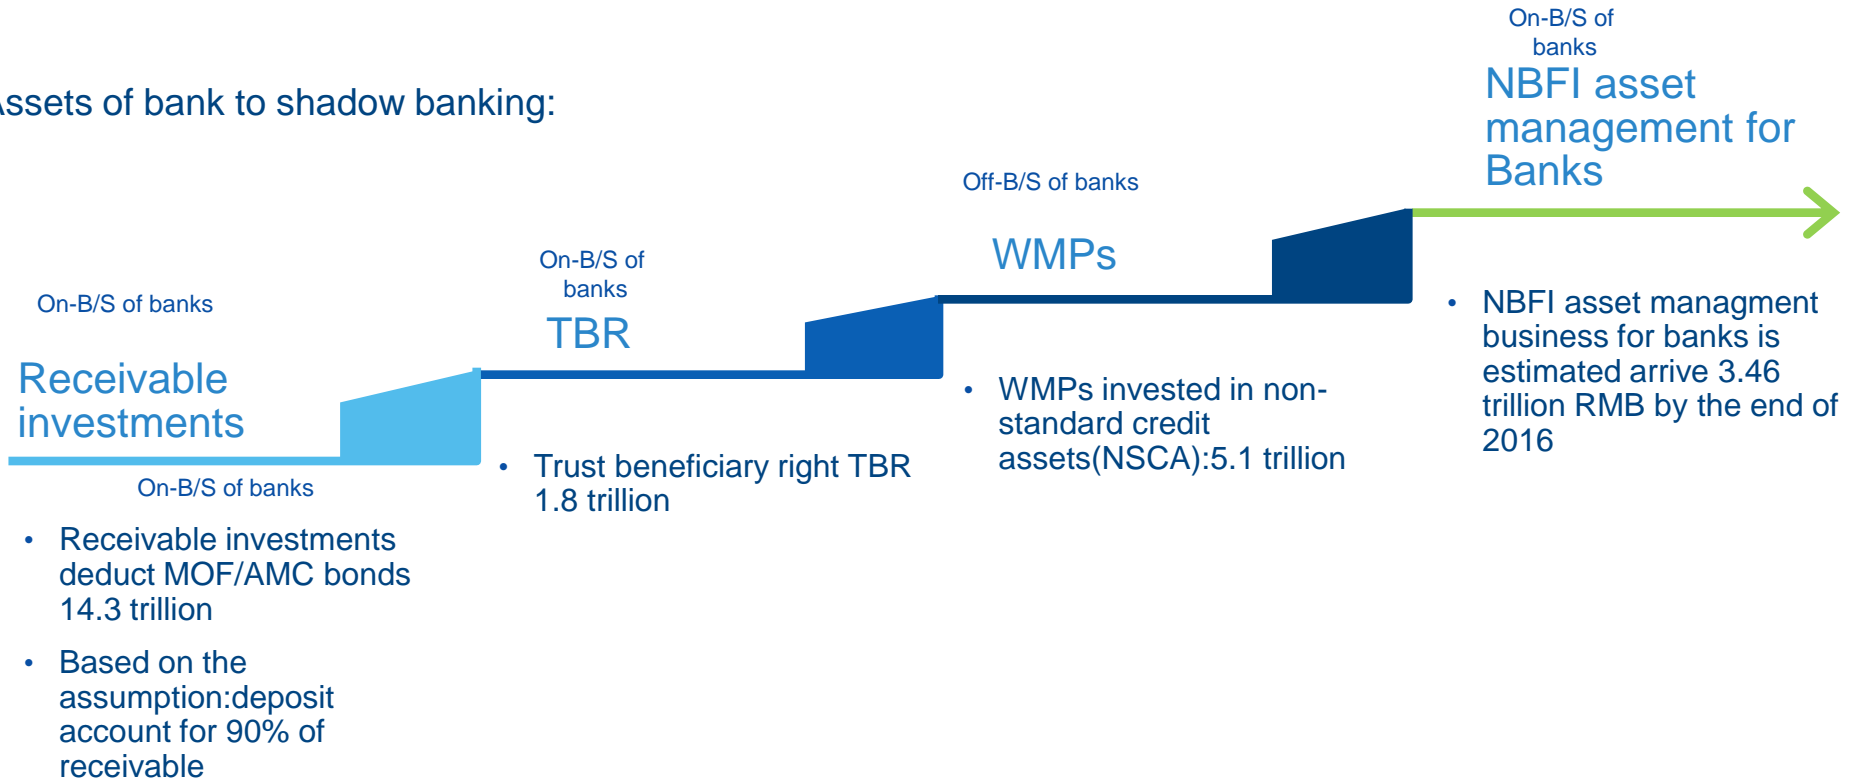 Assets of bank to shadow banking:
On-B/S of banks
Receivable
investments
On-B/S of banks
• Receivable investments
deduct MOF/AMC bonds
14.3 trillion
• Based on the
assumption:deposit
account for 90% of
receivable
On-B/S of
banks
TBR
• Trust beneficiary right TBR
1.8 trillion
Off-B/S of banks
WMPs
• WMPs invested in non-
standard credit
assets(NSCA):5.1 trillion
On-B/S of
banks
NBFI asset
management for
Banks
• NBFI asset managment
business for banks is
estimated arrive 3.46
trillion RMB by the end of
2016